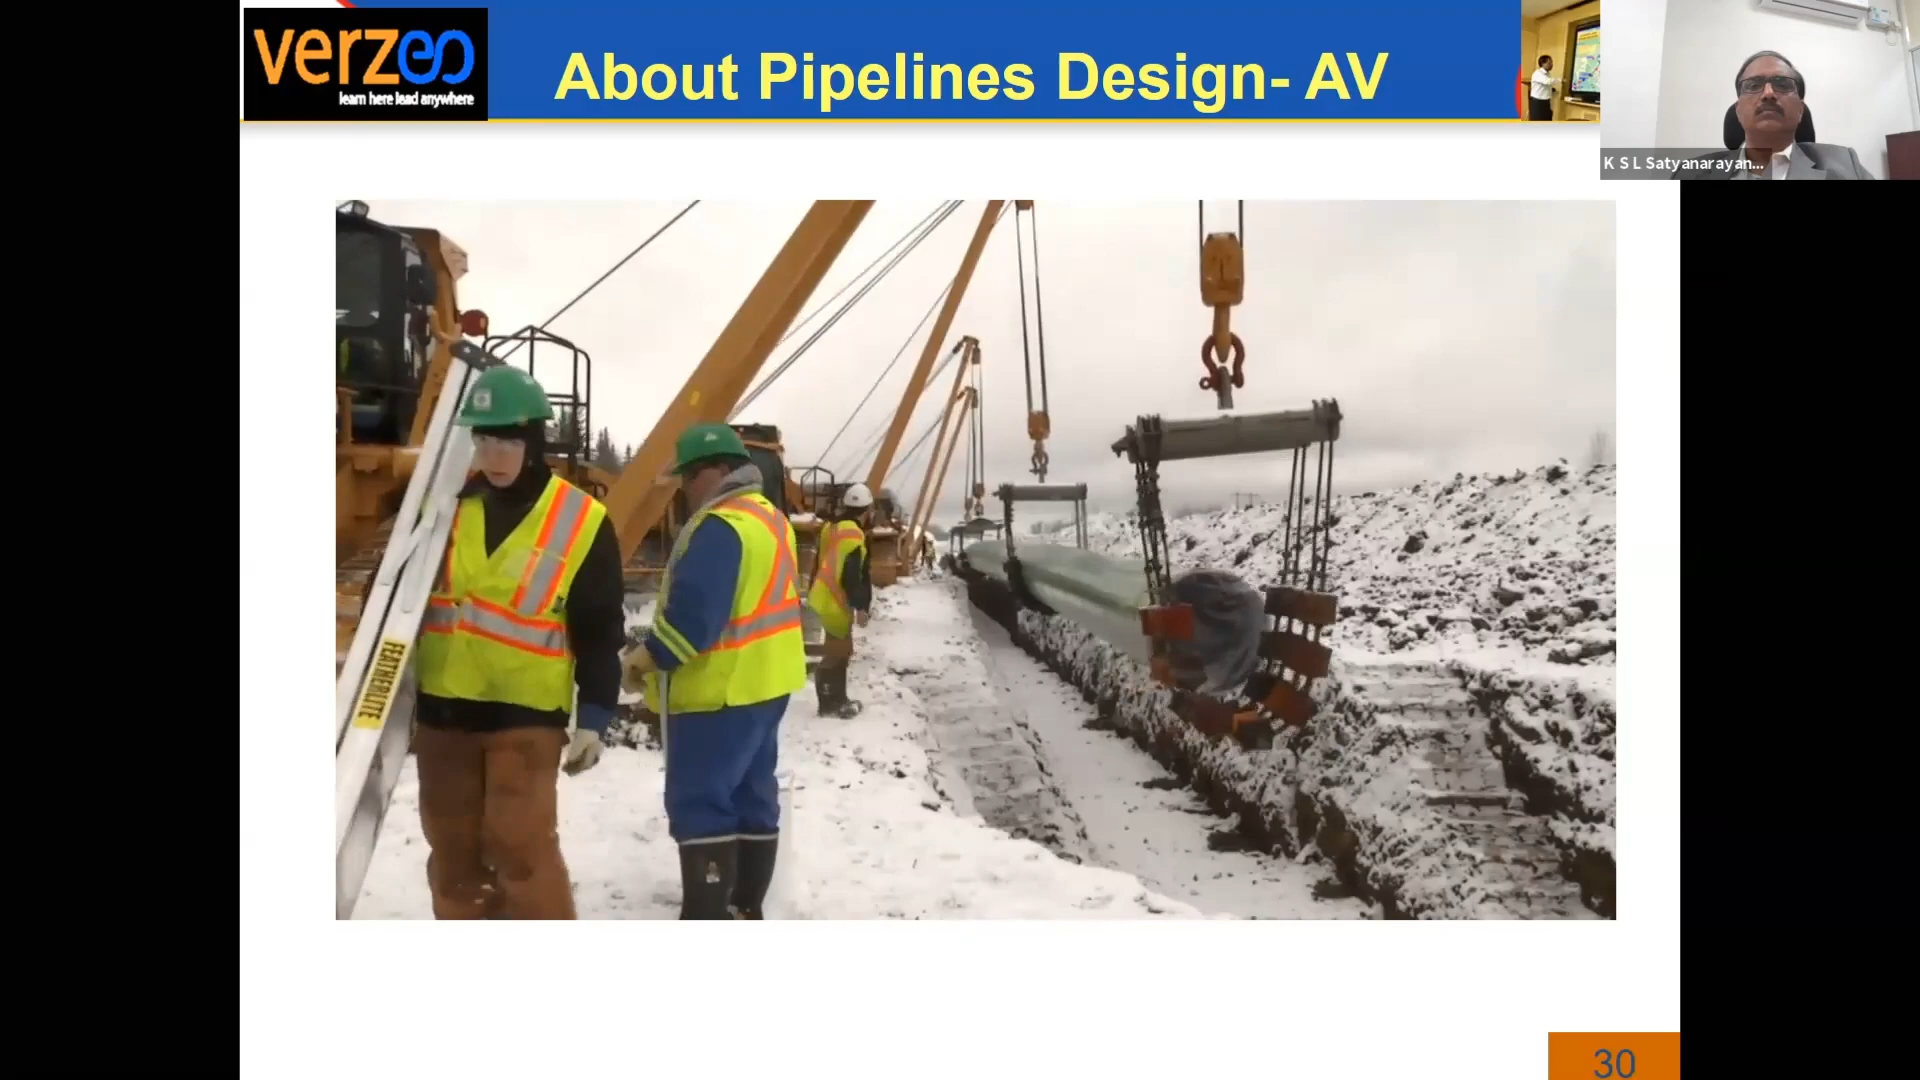 verzeo
learn here lead anywhere
About Pipelines Design- AV
K S L Satyanarayan...
FEATHERLITE
30